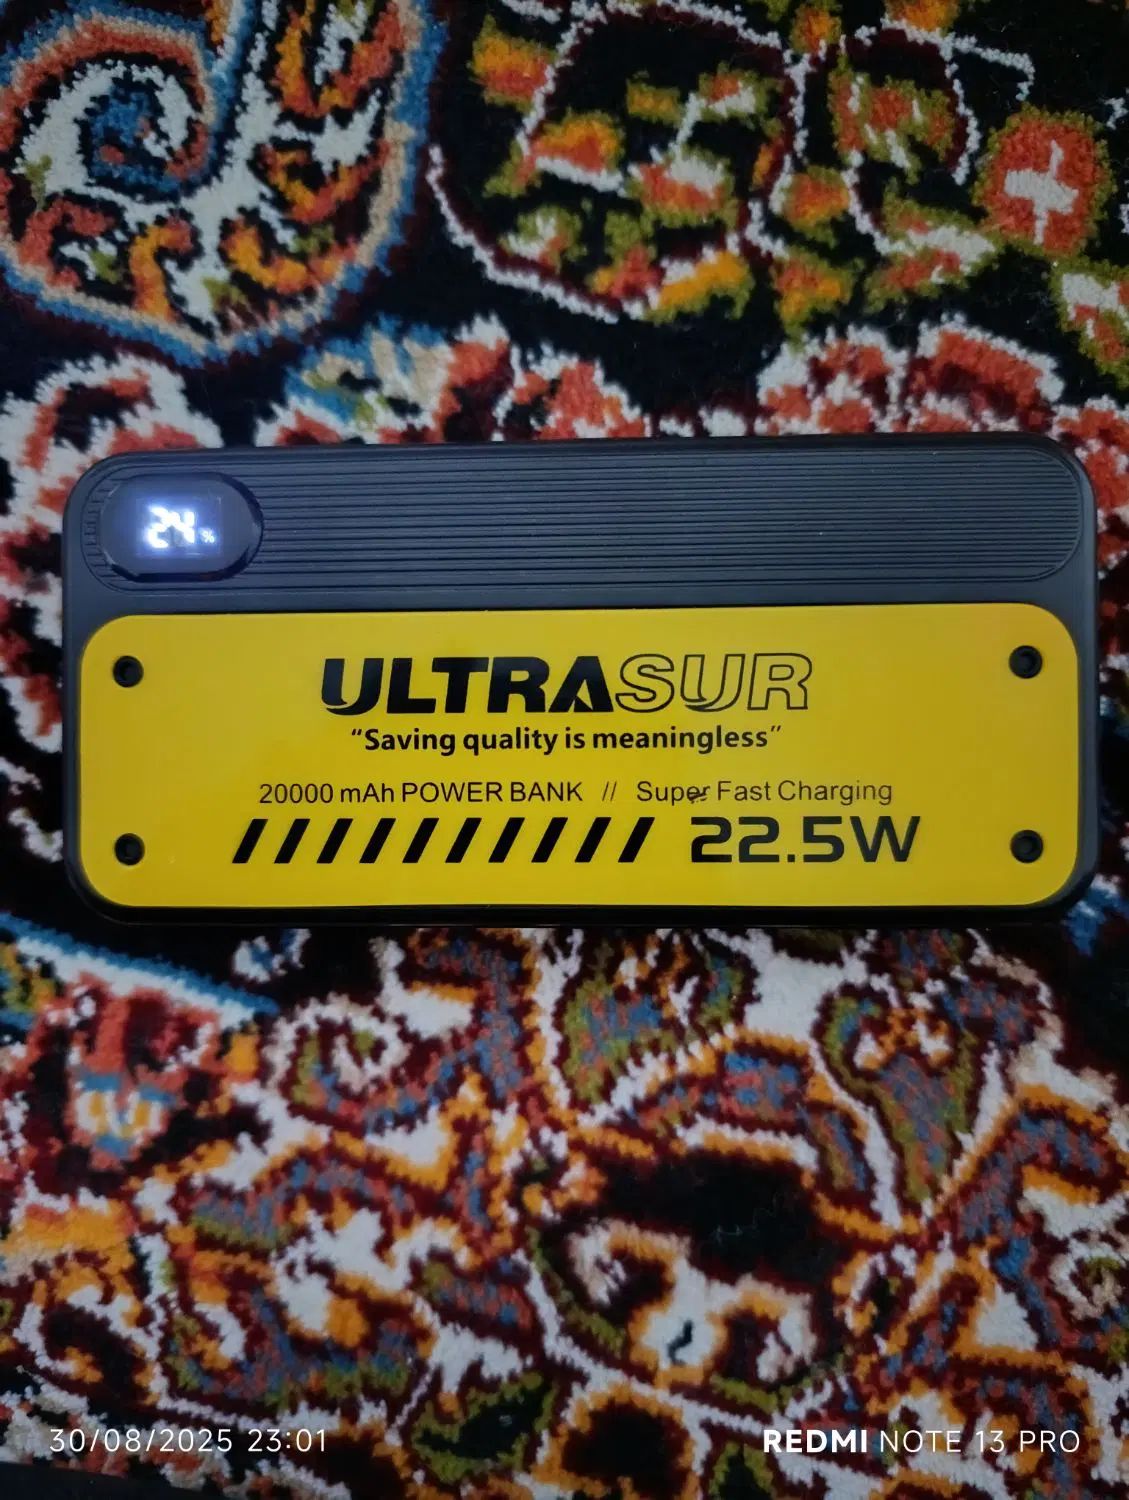 24%
ULTRASUR
“Saving quality is meaningless”
20000 mAh POWER BANK // Super Fast Charging
////////// 22.5W
30/08/2025 23:01
REDMI NOTE 13 PRO